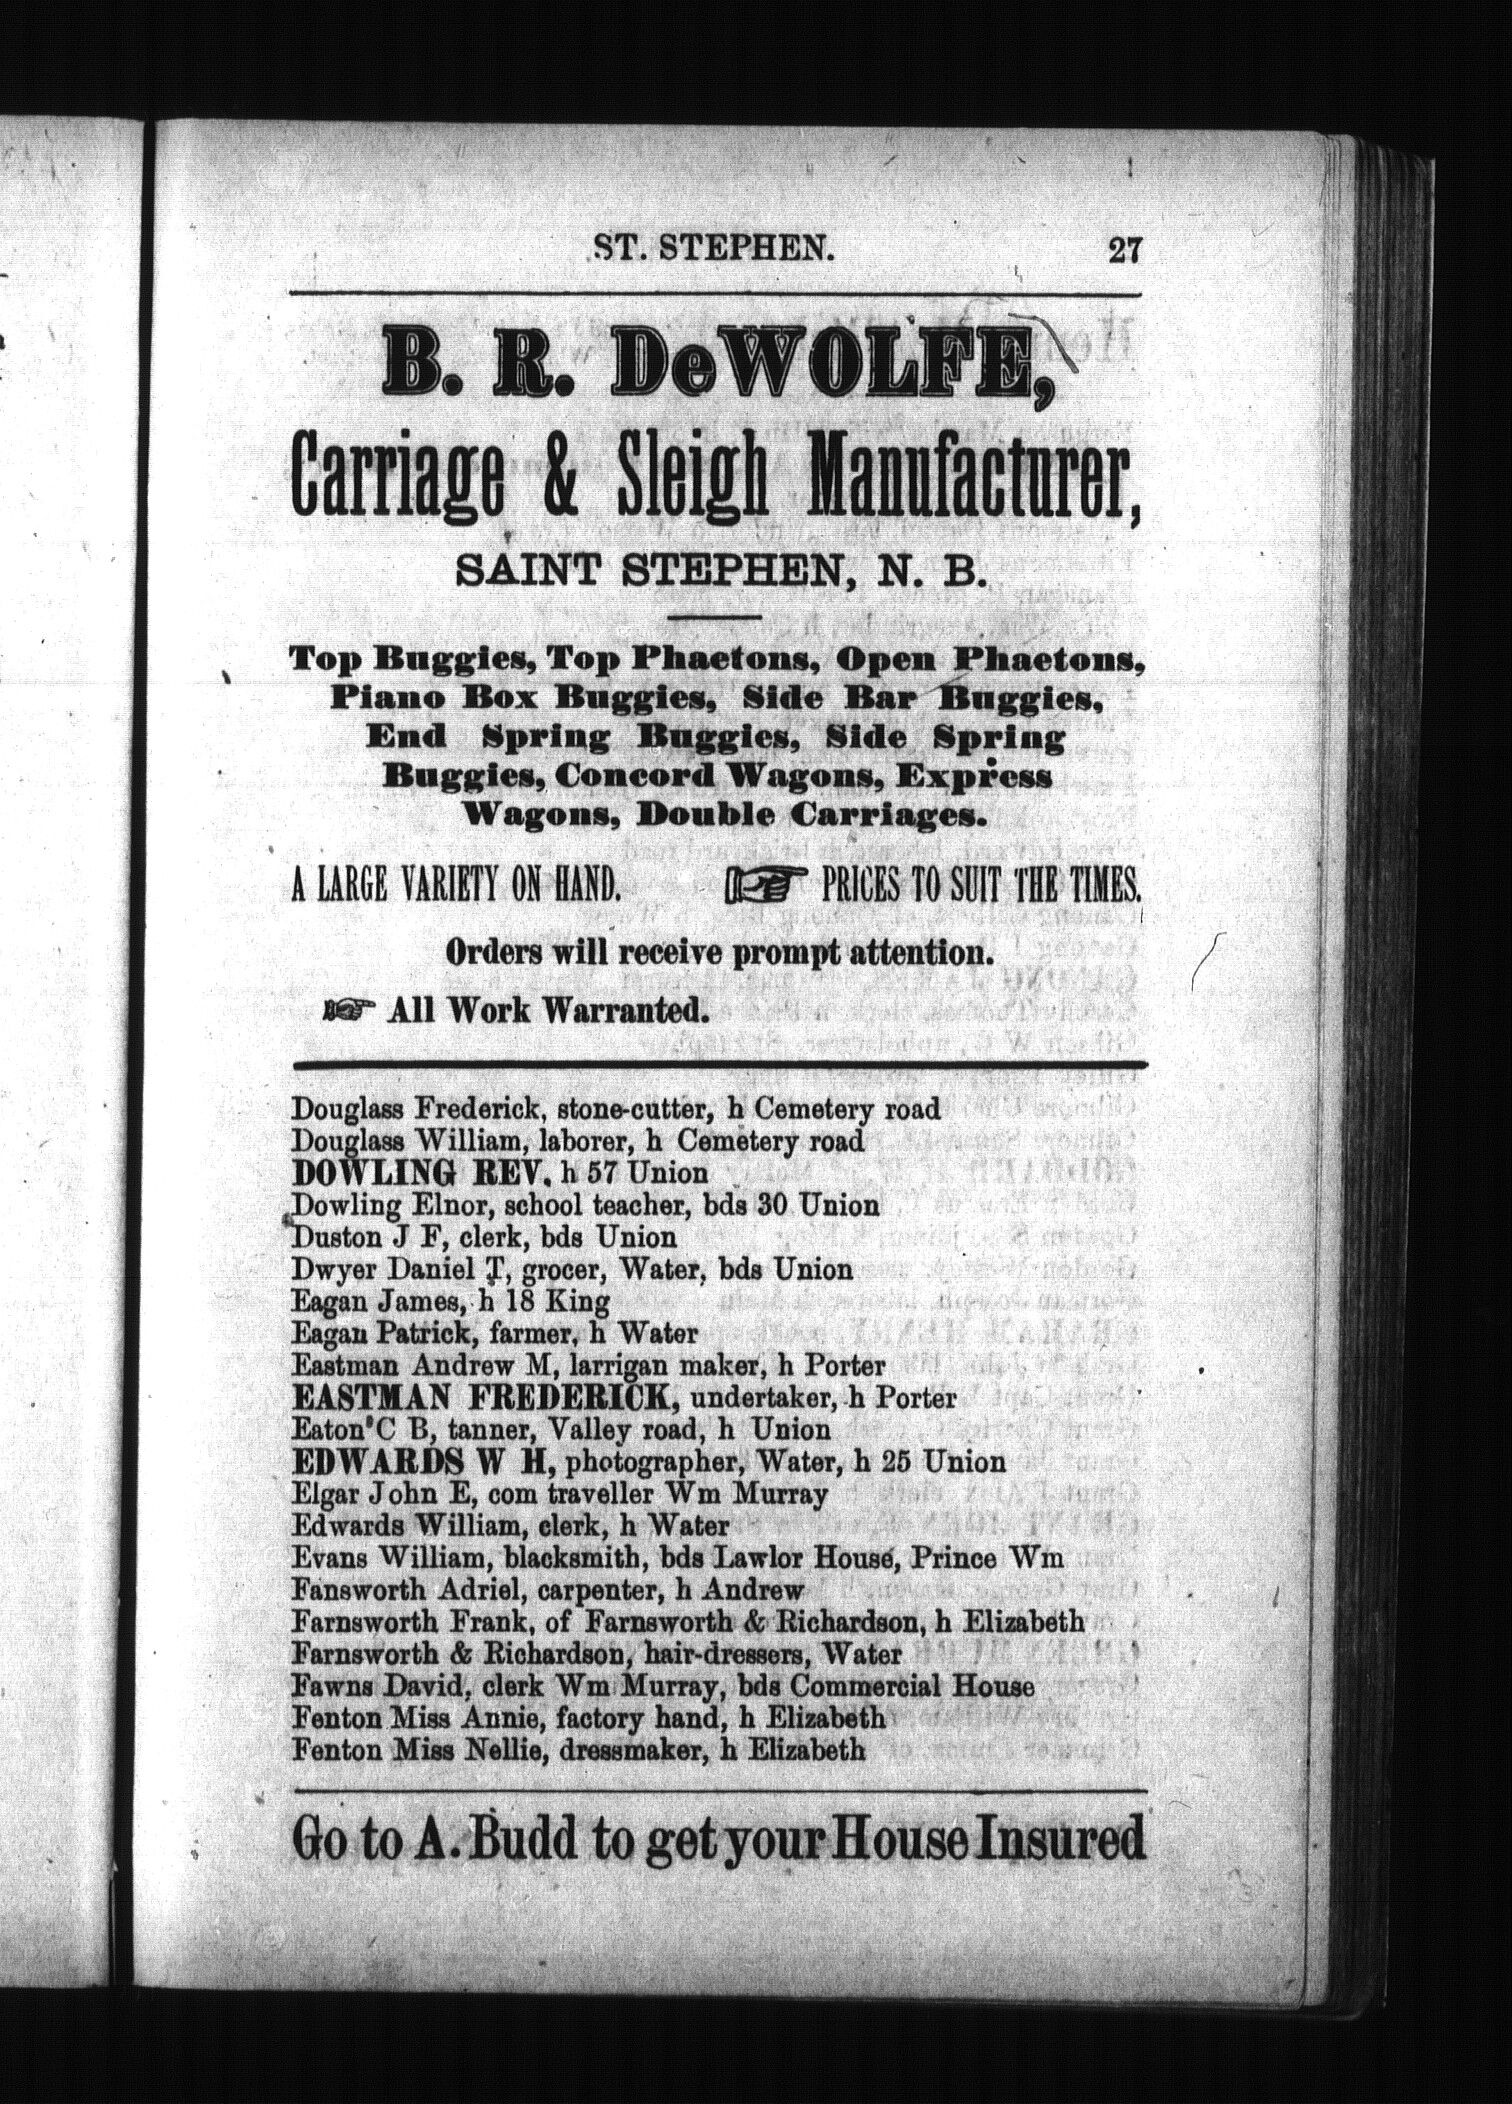 ST. STEPHEN. 27
B. R. DeWOLFE,
Carriage & Sleigh Manufacturer,
SAINT STEPHEN, N. B.
Top Buggies, Top Phaetons, Open Phaetons,
Piano Box Buggies, Side Bar Buggies,
End Spring Buggies, Side Spring
Buggies, Concord Wagons, Express
Wagons, Double Carriages.
A LARGE VARIETY ON HAND. ☞ PRICES TO SUIT THE TIMES.
Orders will receive prompt attention.
☞ All Work Warranted.
Douglass Frederick, stone-cutter, h Cemetery road
Douglass William, laborer, h Cemetery road
DOWLING REV. h 57 Union
Dowling Elnor, school teacher, bds 30 Union
Duston J F, clerk, bds Union
Dwyer Daniel T, grocer, Water, bds Union
Eagan James, h 18 King
Eagan Patrick, farmer, h Water
Eastman Andrew M, larrigan maker, h Porter
EASTMAN FREDERICK, undertaker, h Porter
Eaton C B, tanner, Valley road, h Union
EDWARDS W H, photographer, Water, h 25 Union
Elgar John E, com traveller Wm Murray
Edwards William, clerk, h Water
Evans William, blacksmith, bds Lawlor House, Prince Wm
Fansworth Adriel, carpenter, h Andrew
Farnsworth Frank, of Farnsworth & Richardson, h Elizabeth
Farnsworth & Richardson, hair-dressers, Water
Fawns David, clerk Wm Murray, bds Commercial House
Fenton Miss Annie, factory hand, h Elizabeth
Fenton Miss Nellie, dressmaker, h Elizabeth
Go to A. Budd to get your House Insured